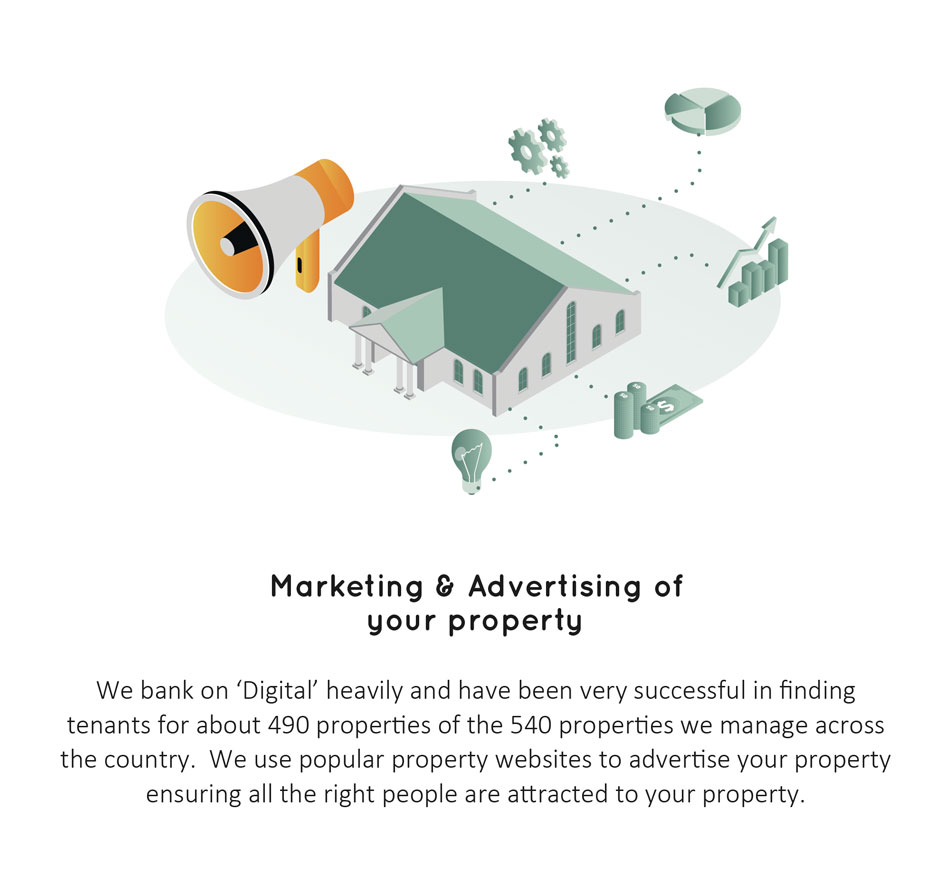 Marketing & Advertising of
your property
We bank on ‘Digital’ heavily and have been very successful in finding
tenants for about 490 properties of the 540 properties we manage across
the country.  We use popular property websites to advertise your property
ensuring all the right people are attracted to your property.